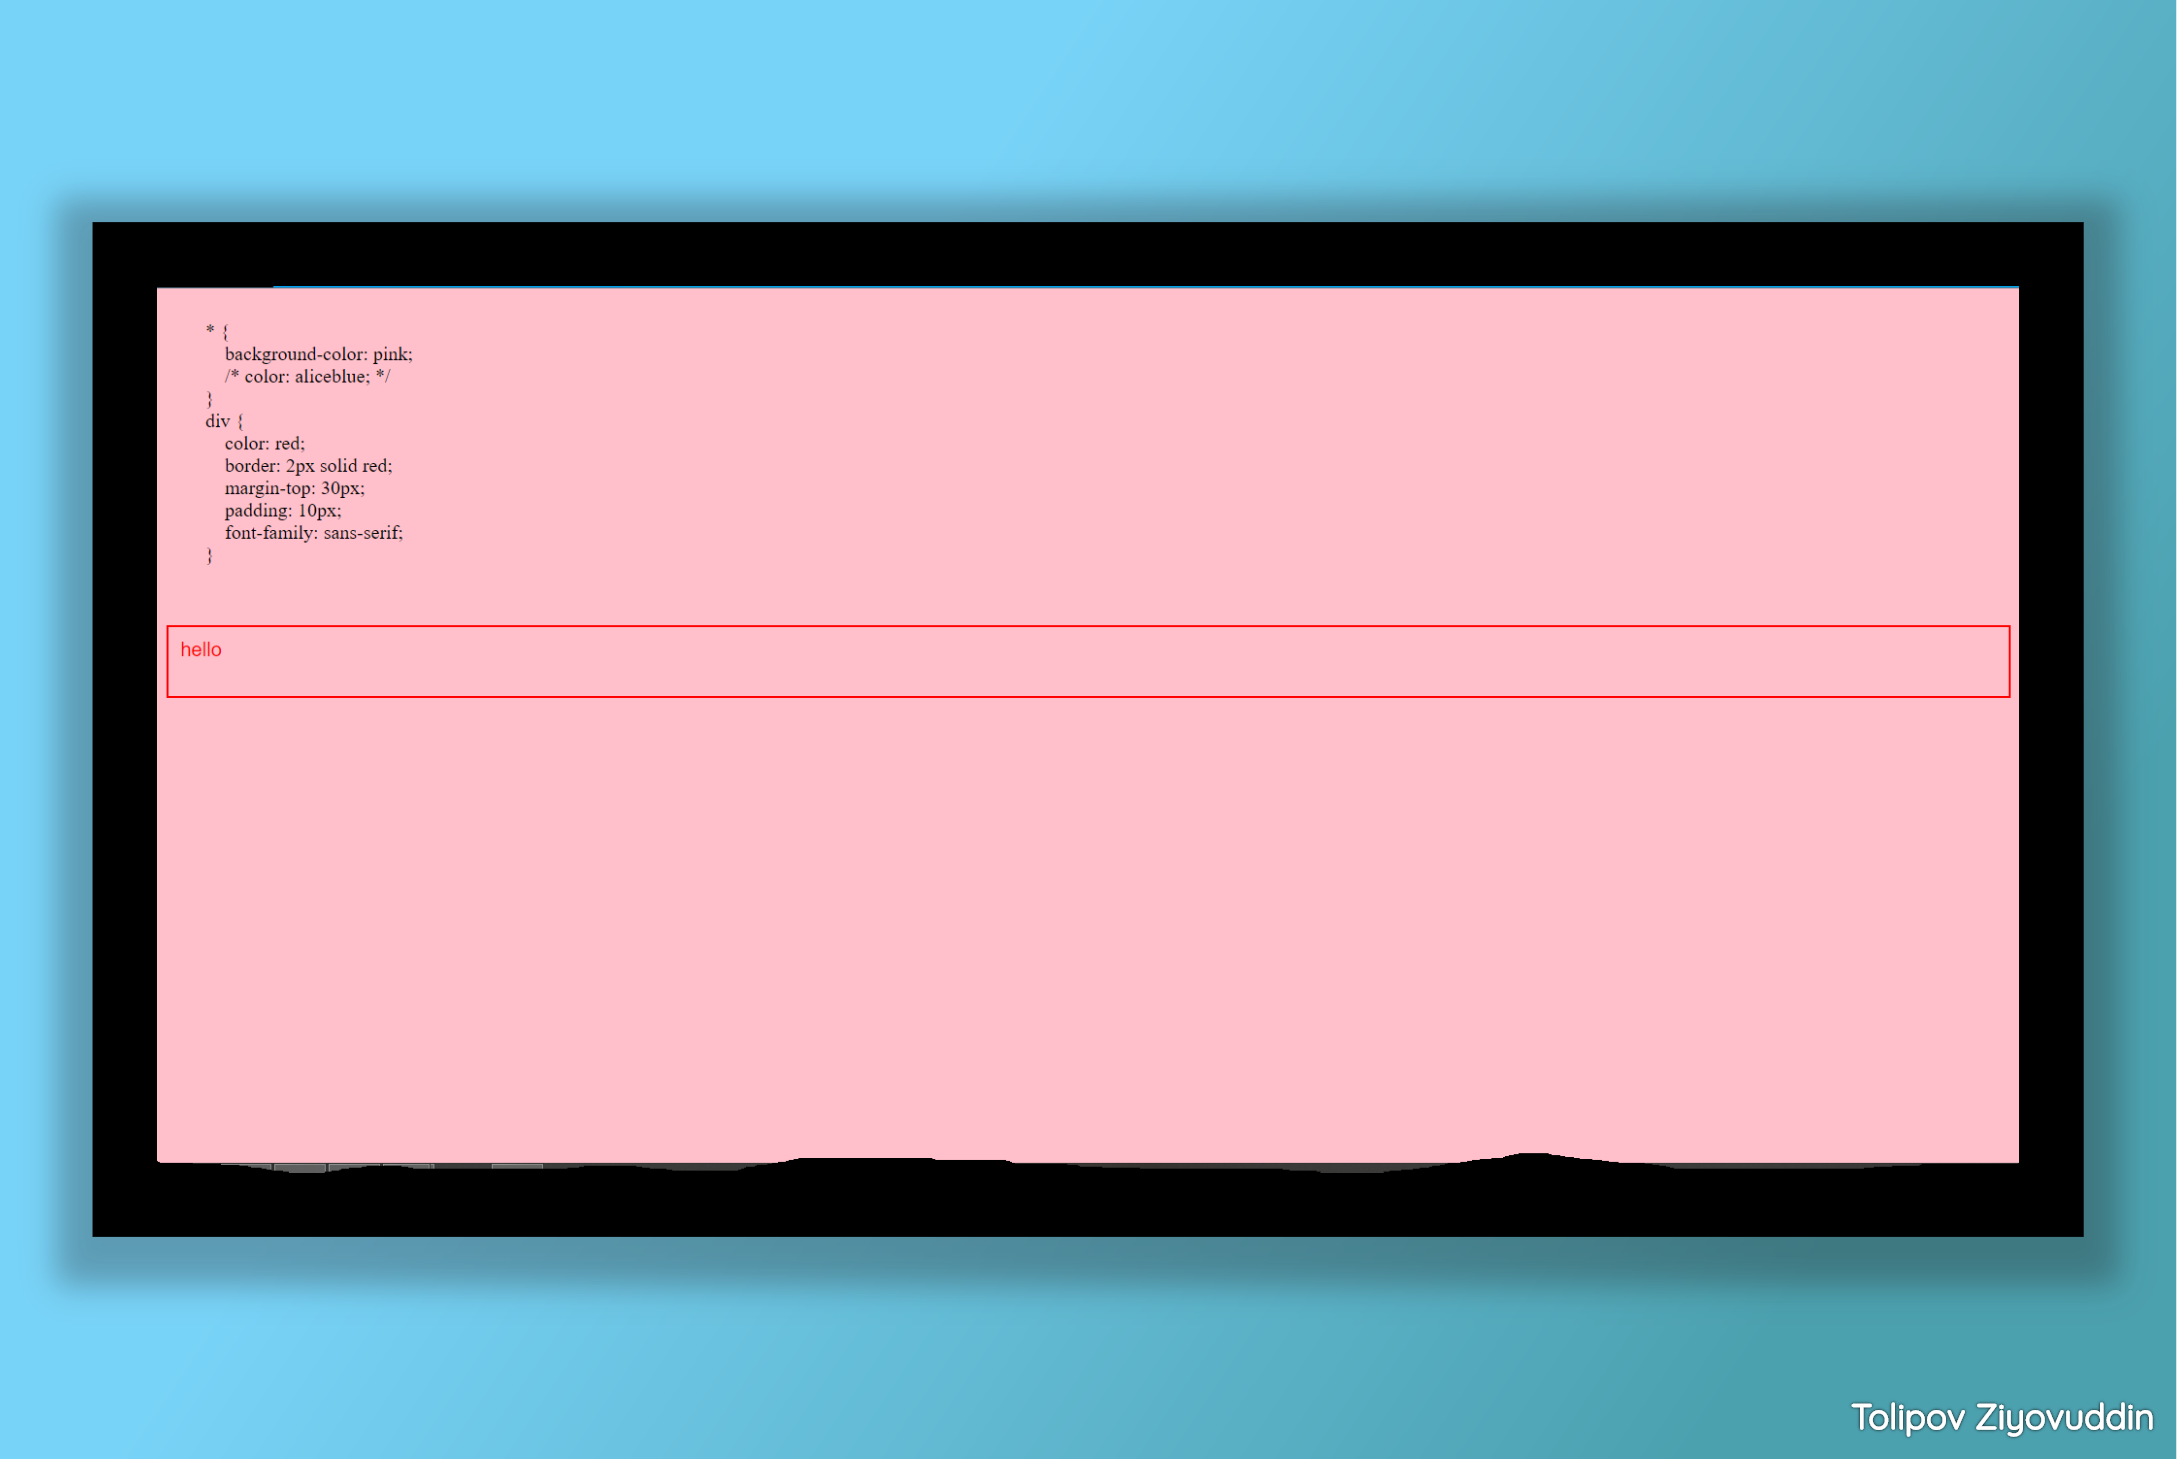 * {
background-color: pink;
/* color: aliceblue; */
}
div {
color: red;
border: 2px solid red;
margin-top: 30px;
padding: 10px;
font-family: sans-serif;
}
hello
Tolipov Ziyovuddin